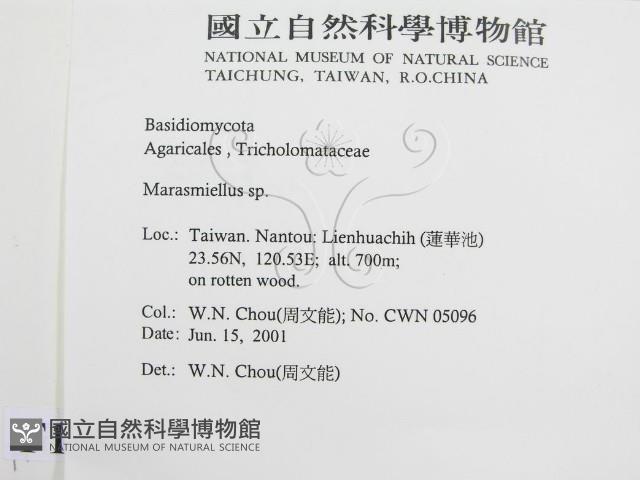 國立自然科學博物館
NATIONAL MUSEUM OF NATURAL SCIENCE
TAICHUNG, TAIWAN, R.O.CHINA
Basidiomycota
Agaricales , Tricholomataceae
Marasmiellus sp.
Loc.: Taiwan. Nantou: Lienhuachih (蓮華池)
23.56N, 120.53E; alt. 700m;
on rotten wood.
Col.: W.N. Chou(周文能); No. CWN 05096
Date: Jun. 15, 2001
Det.: W.N. Chou(周文能)
國立自然科學博物館
NATIONAL MUSEUM OF NATURAL SCIENCE